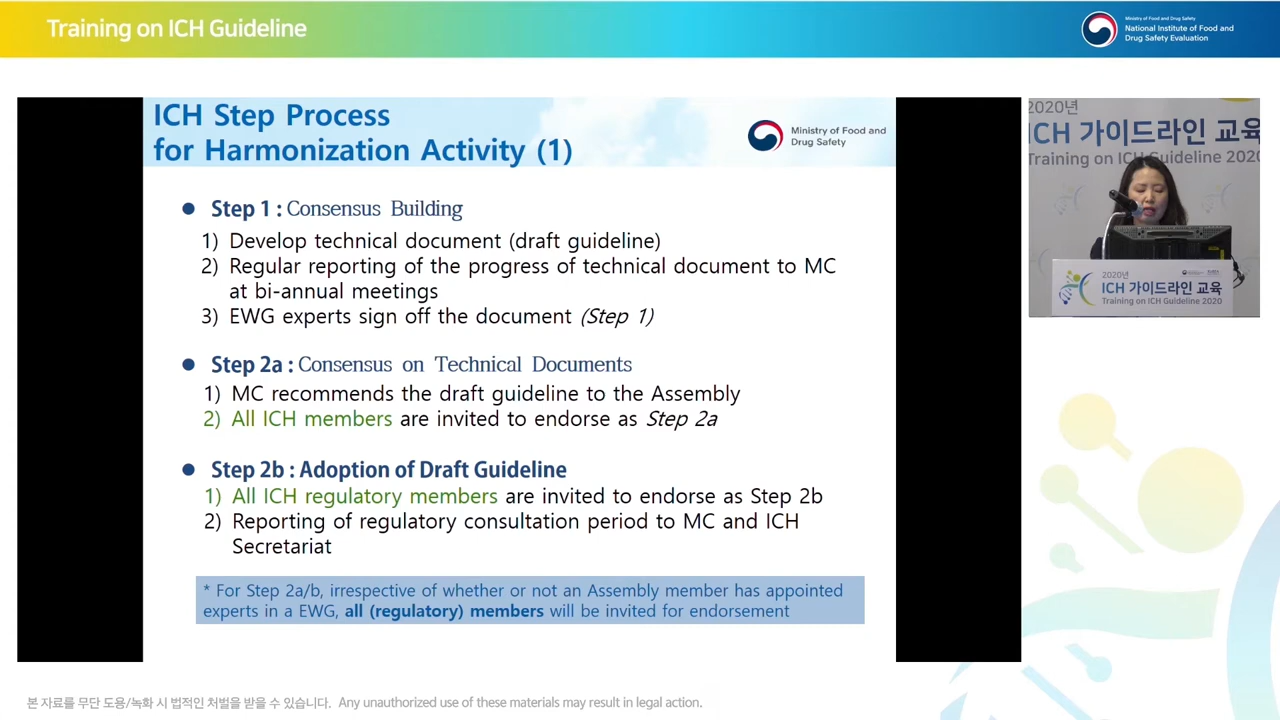 Training on ICH Guideline
Ministry of Food and Drug Safety
National Institute of Food and
Drug Safety Evaluation
ICH Step Process
for Harmonization Activity (1)
Ministry of Food and
Drug Safety
● Step 1 : Consensus Building
1) Develop technical document (draft guideline)
2) Regular reporting of the progress of technical document to MC
at bi-annual meetings
3) EWG experts sign off the document (Step 1)
● Step 2a : Consensus on Technical Documents
1) MC recommends the draft guideline to the Assembly
2) All ICH members are invited to endorse as Step 2a
● Step 2b : Adoption of Draft Guideline
1) All ICH regulatory members are invited to endorse as Step 2b
2) Reporting of regulatory consultation period to MC and ICH
Secretariat
* For Step 2a/b, irrespective of whether or not an Assembly member has appointed
experts in a EWG, all (regulatory) members will be invited for endorsement
2020년
ICH 가이드라인 교육
Training on ICH Guideline 2020
2020년
ICH 가이드라인 교육
Training on ICH Guideline 2020
본 자료를 무단 도용/녹화 시 법적인 처벌을 받을 수 있습니다. Any unauthorized use of these materials may result in legal action.